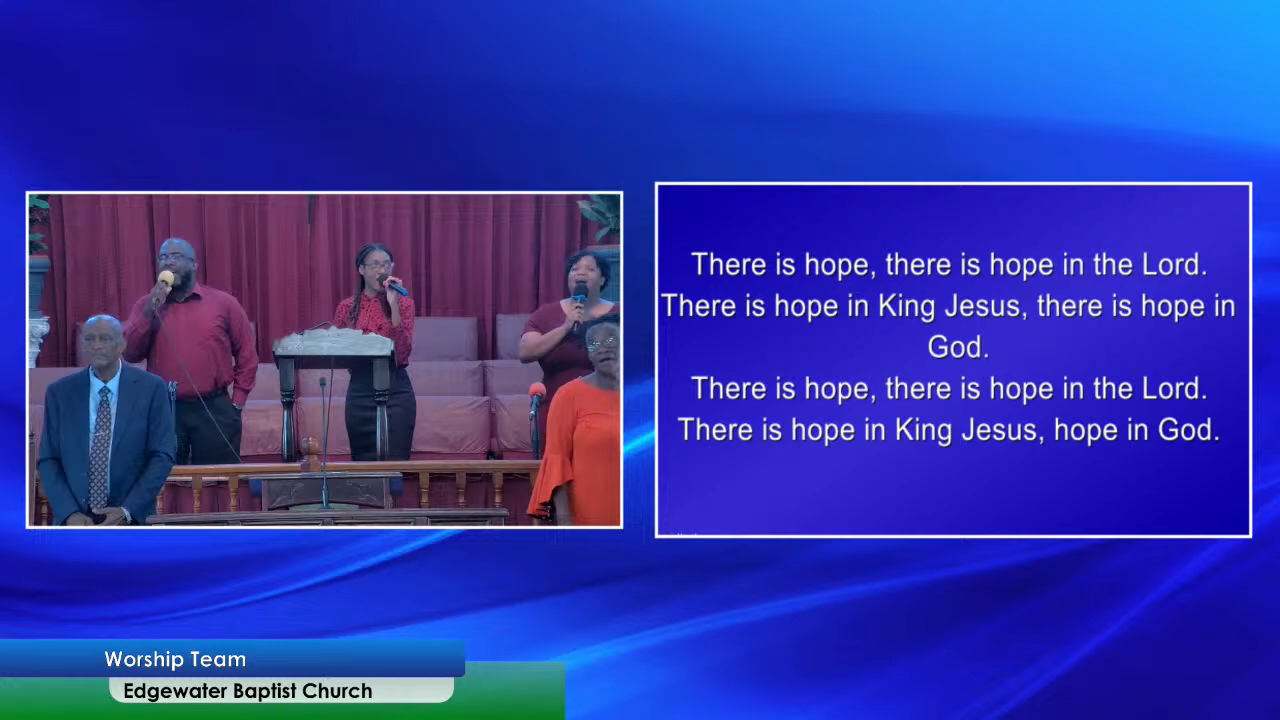 There is hope, there is hope in the Lord.
There is hope in King Jesus, there is hope in
God.
There is hope, there is hope in the Lord.
There is hope in King Jesus, hope in God.
Worship Team
Edgewater Baptist Church